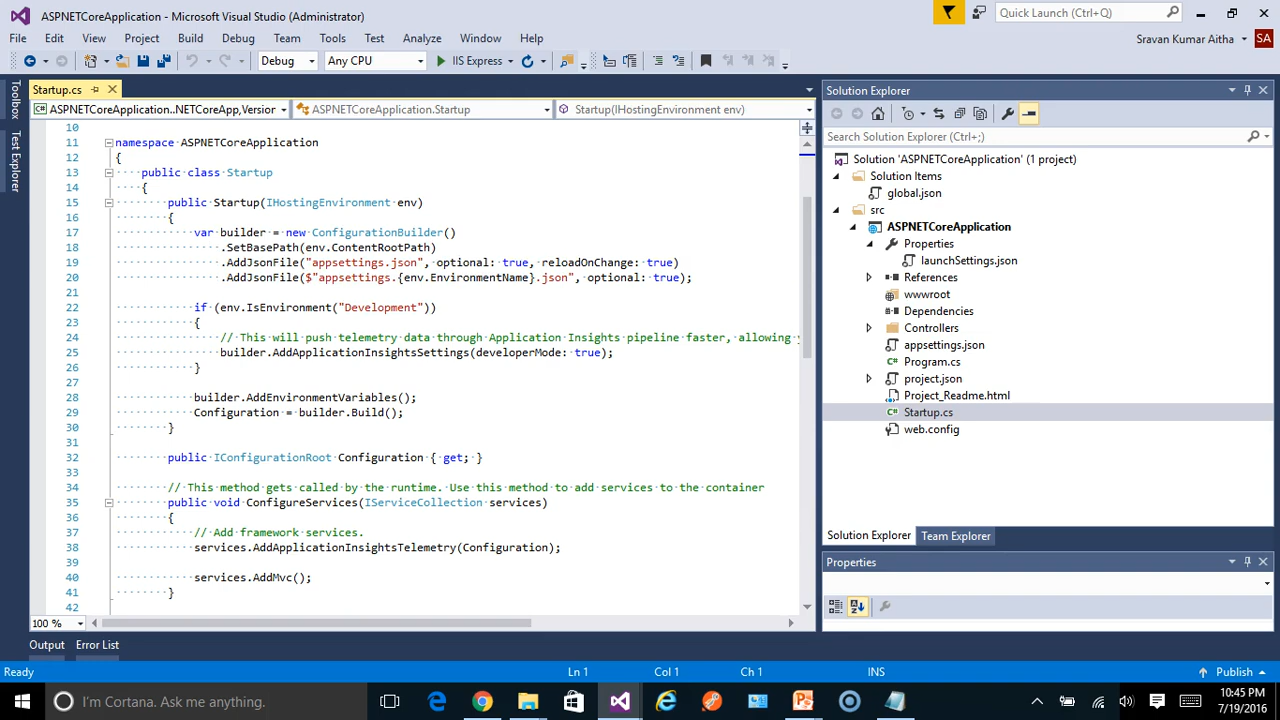 ASPNETCoreApplication - Microsoft Visual Studio (Administrator)
Quick Launch (Ctrl+Q)
File Edit View Project Build Debug Team Tools Test Analyze Window Help
Sravan Kumar Aitha SA
Debug Any CPU IIS Express
Toolbox
Test Explorer
Startup.cs
ASPNETCoreApplication..NETCoreApp,Version ASPNETCoreApplication.Startup Startup(IHostingEnvironment env)
10
11 namespace ASPNETCoreApplication
12 {
13 public class Startup
14 {
15 public Startup(IHostingEnvironment env)
16 {
17 var builder = new ConfigurationBuilder()
18 .SetBasePath(env.ContentRootPath)
19 .AddJsonFile("appsettings.json", optional: true, reloadOnChange: true)
20 .AddJsonFile($"appsettings.{env.EnvironmentName}.json", optional: true);
21
22 if (env.IsEnvironment("Development"))
23 {
24 // This will push telemetry data through Application Insights pipeline faster, allowing
25 builder.AddApplicationInsightsSettings(developerMode: true);
26 }
27
28 builder.AddEnvironmentVariables();
29 Configuration = builder.Build();
30 }
31
32 public IConfigurationRoot Configuration { get; }
33
34 // This method gets called by the runtime. Use this method to add services to the container
35 public void ConfigureServices(IServiceCollection services)
36 {
37 // Add framework services.
38 services.AddApplicationInsightsTelemetry(Configuration);
39
40 services.AddMvc();
41 }
42
100 %
Solution Explorer
Search Solution Explorer (Ctrl+;)
Solution 'ASPNETCoreApplication' (1 project)
Solution Items
global.json
src
ASPNETCoreApplication
Properties
launchSettings.json
References
wwwroot
Dependencies
Controllers
appsettings.json
C# Program.cs
project.json
Project_Readme.html
C# Startup.cs
web.config
Solution Explorer Team Explorer
Properties
Output Error List
Ready Ln 1 Col 1 Ch 1 INS Publish
I'm Cortana. Ask me anything.
10:45 PM
7/19/2016